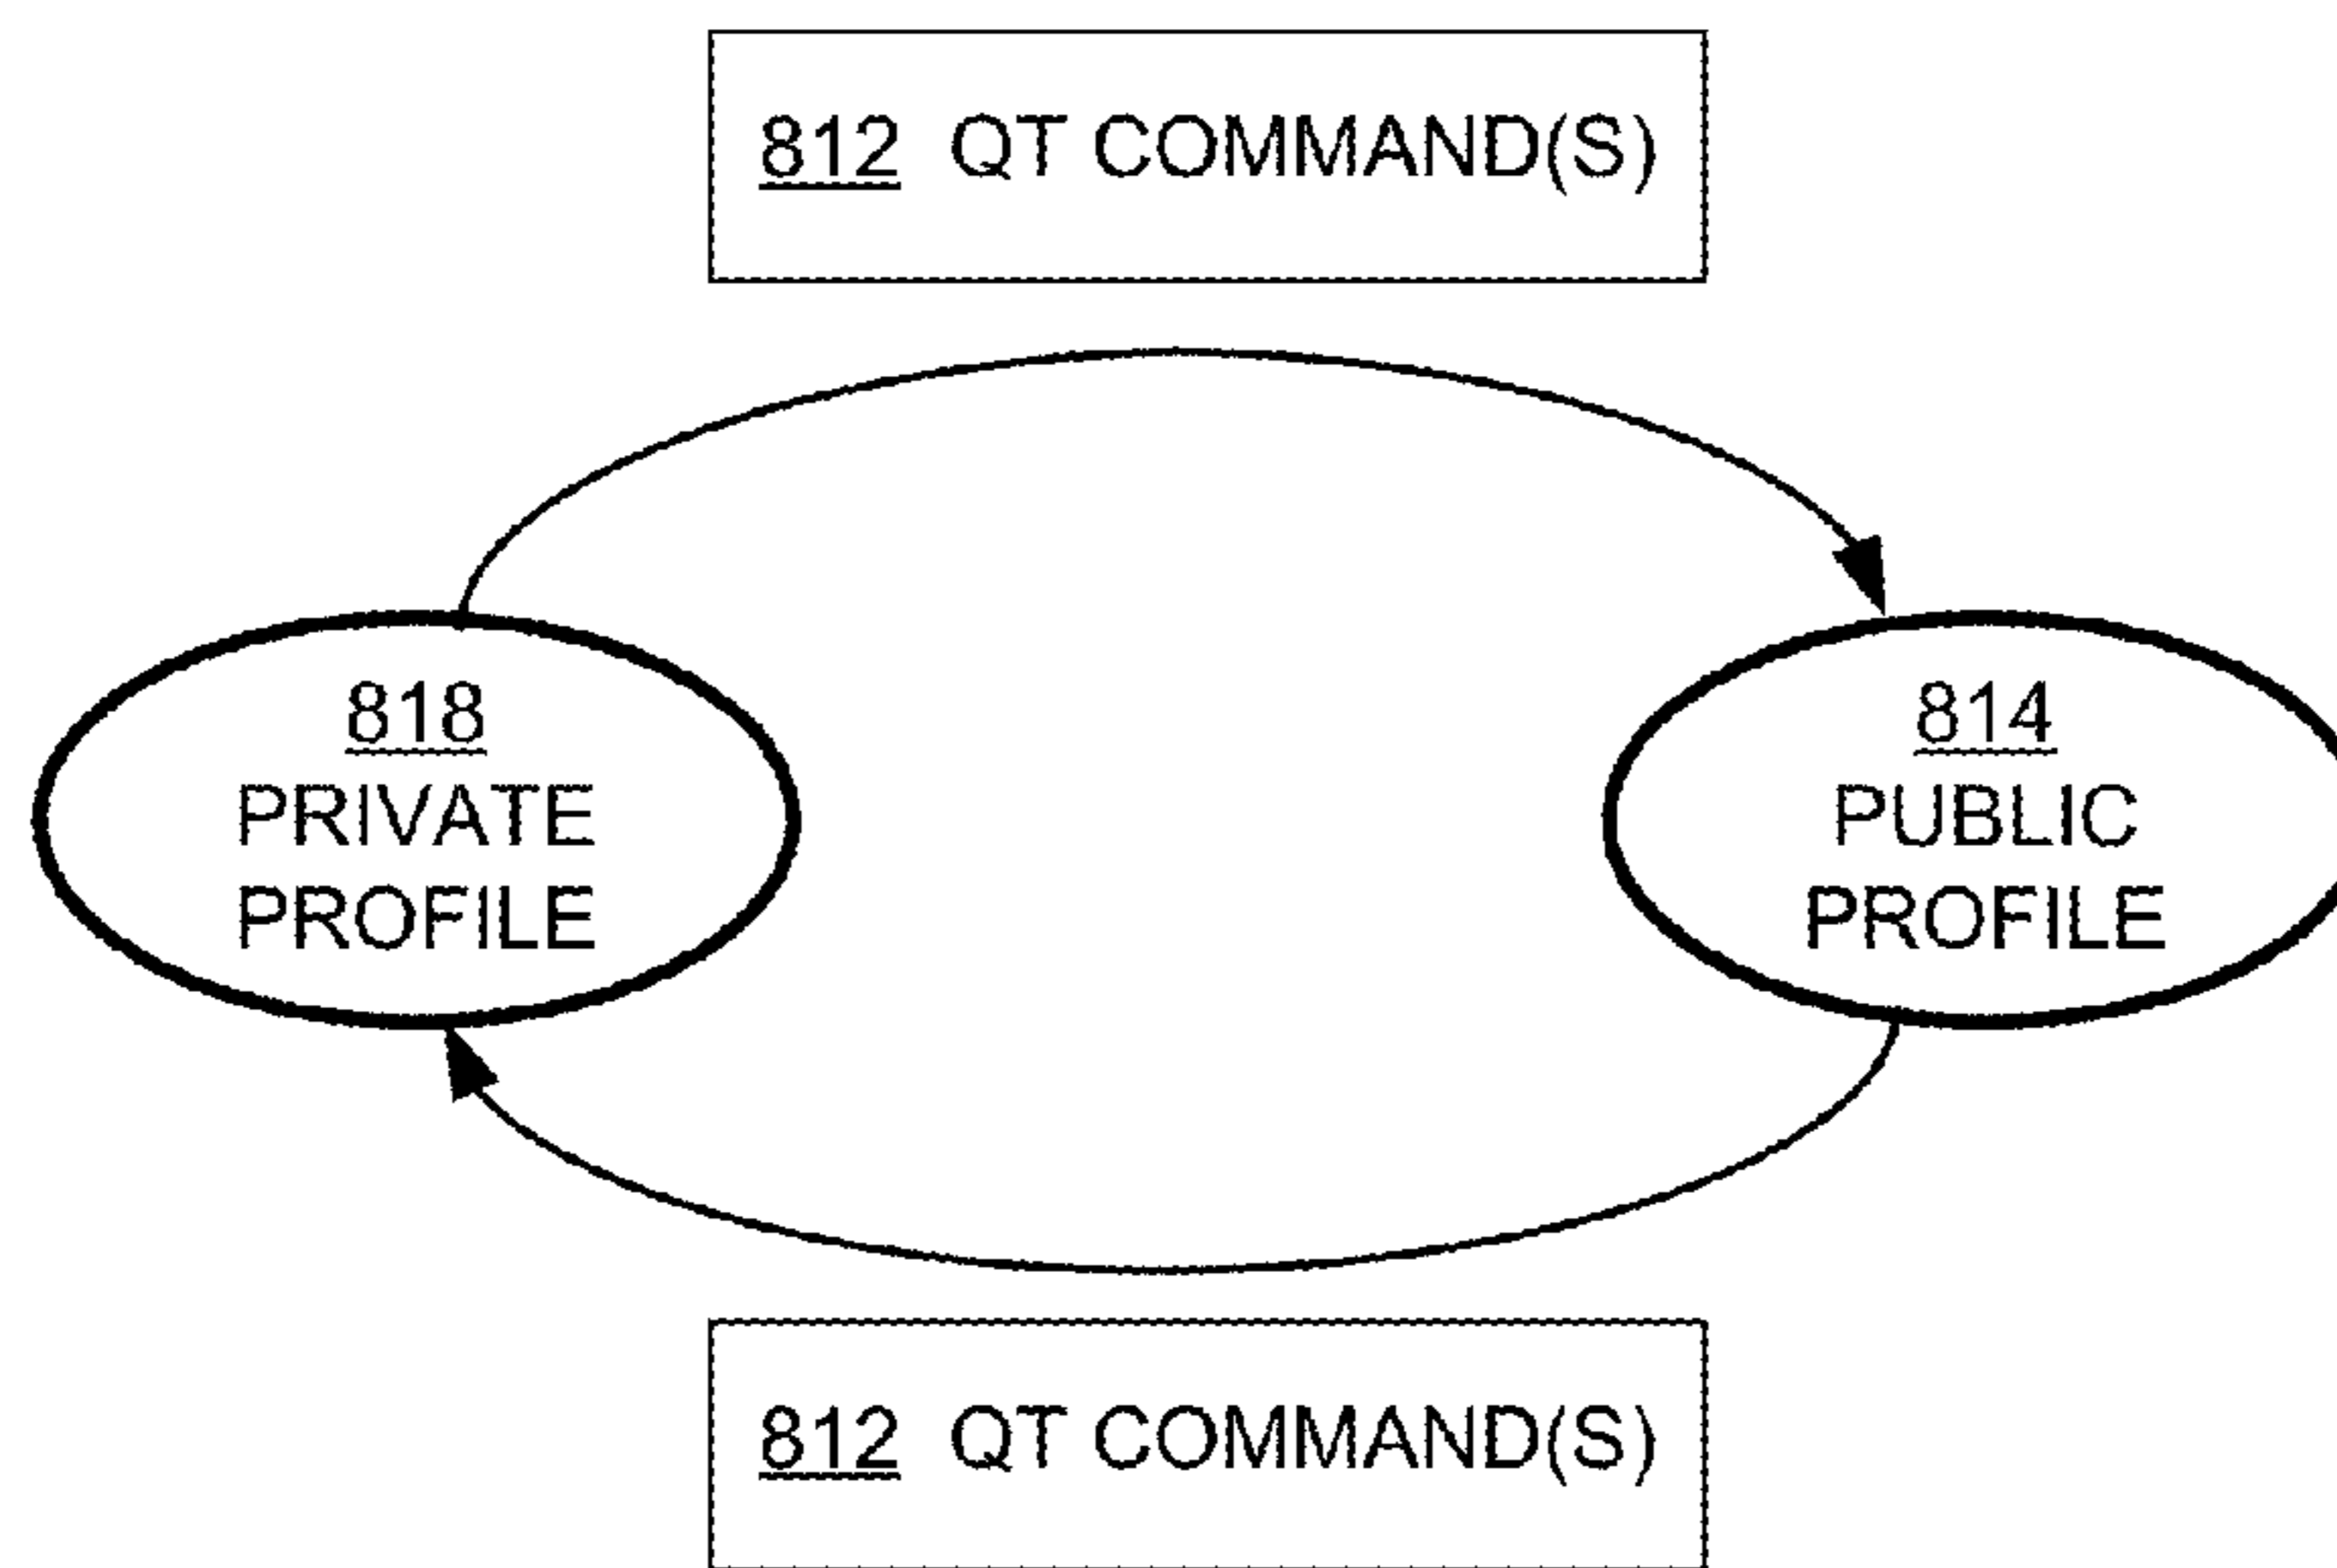 812 QT COMMAND(S)
818
PRIVATE
PROFILE
814
PUBLIC
PROFILE
812 QT COMMAND(S)